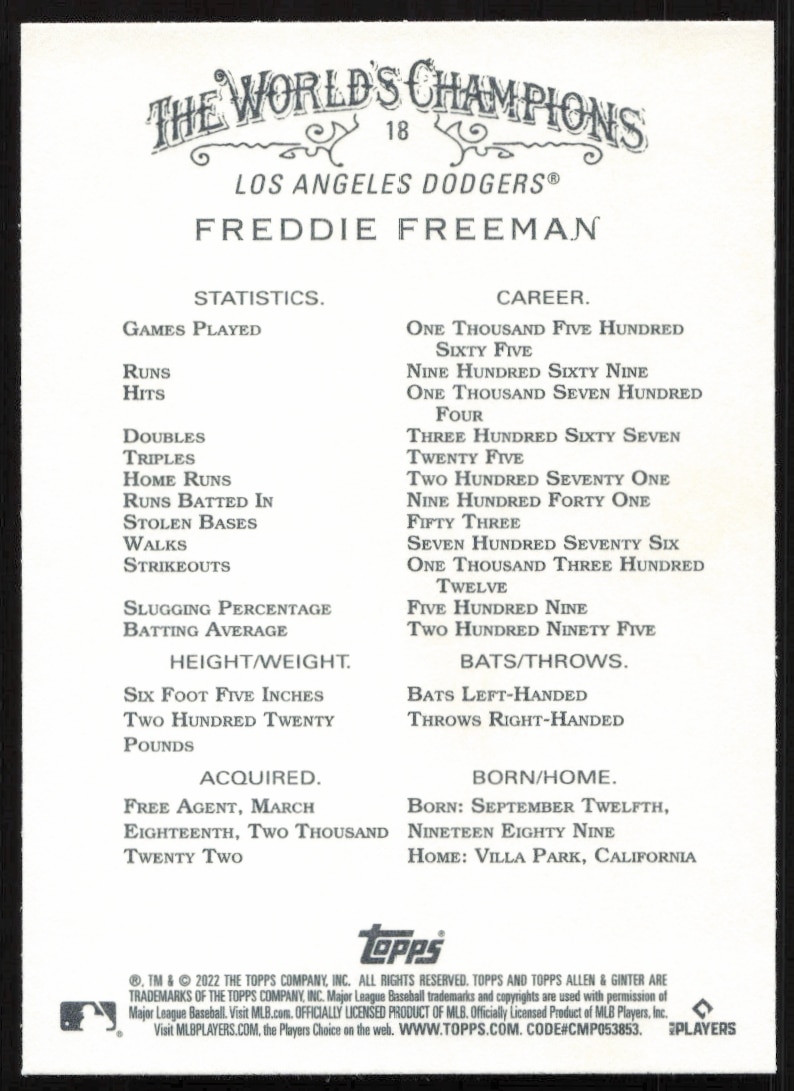 THE WORLD'S CHAMPIONS
18
LOS ANGELES DODGERS®
FREDDIE FREEMAN
STATISTICS. CAREER.
GAMES PLAYED ONE THOUSAND FIVE HUNDRED
SIXTY FIVE
RUNS NINE HUNDRED SIXTY NINE
HITS ONE THOUSAND SEVEN HUNDRED
FOUR
DOUBLES THREE HUNDRED SIXTY SEVEN
TRIPLES TWENTY FIVE
HOME RUNS TWO HUNDRED SEVENTY ONE
RUNS BATTED IN NINE HUNDRED FORTY ONE
STOLEN BASES FIFTY THREE
WALKS SEVEN HUNDRED SEVENTY SIX
STRIKEOUTS ONE THOUSAND THREE HUNDRED
TWELVE
SLUGGING PERCENTAGE FIVE HUNDRED NINE
BATTING AVERAGE TWO HUNDRED NINETY FIVE
HEIGHT/WEIGHT. BATS/THROWS.
SIX FOOT FIVE INCHES BATS LEFT-HANDED
TWO HUNDRED TWENTY THROWS RIGHT-HANDED
POUNDS
ACQUIRED. BORN/HOME.
FREE AGENT, MARCH BORN: SEPTEMBER TWELFTH,
EIGHTEENTH, TWO THOUSAND NINETEEN EIGHTY NINE
TWENTY TWO HOME: VILLA PARK, CALIFORNIA
Topps®
®, TM & © 2022 THE TOPPS COMPANY, INC. ALL RIGHTS RESERVED. TOPPS AND TOPPS ALLEN & GINTER ARE
TRADEMARKS OF THE TOPPS COMPANY, INC. Major League Baseball trademarks and copyrights are used with permission of
Major League Baseball. Visit MLB.com. OFFICIALLY LICENSED PRODUCT OF MLB. Officially Licensed Product of MLB Players, Inc.
Visit MLBPLAYERS.COM, the Players Choice on the web. WWW.TOPPS.COM. CODE#CMP053853.
PLAYERS